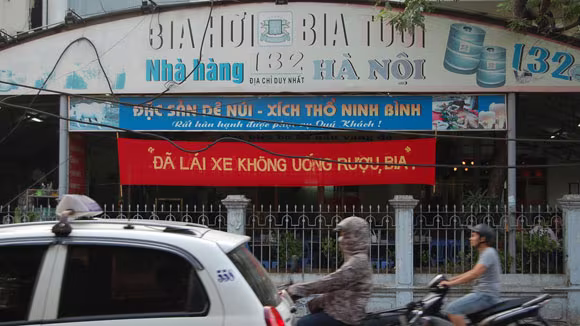 BIA HƠI BIA TƯƠI
Nhà hàng 132 HÀ NỘI 132
ĐỊA CHỈ DUY NHẤT
ĐẶC SẢN DÊ NÚI - XÍCH THỐ NINH BÌNH
Rất hân hạnh được phục vụ Quý Khách !
"ĐÃ LÁI XE KHÔNG UỐNG RƯỢU, BIA"